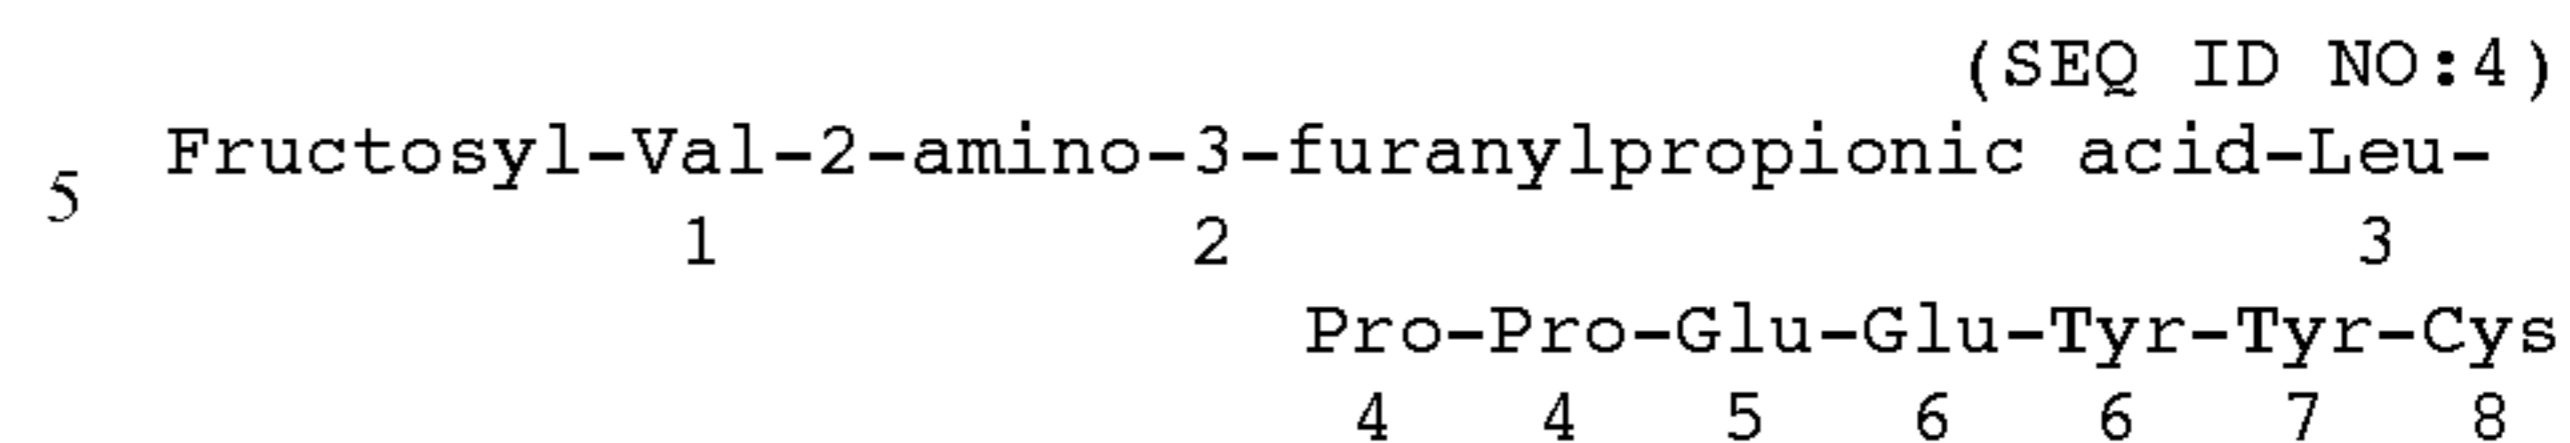 (SEQ ID NO:4)
5 Fructosyl-Val-2-amino-3-furanylpropionic acid-Leu-
1 2 3
Pro-Pro-Glu-Glu-Tyr-Tyr-Cys
4 4 5 6 6 7 8